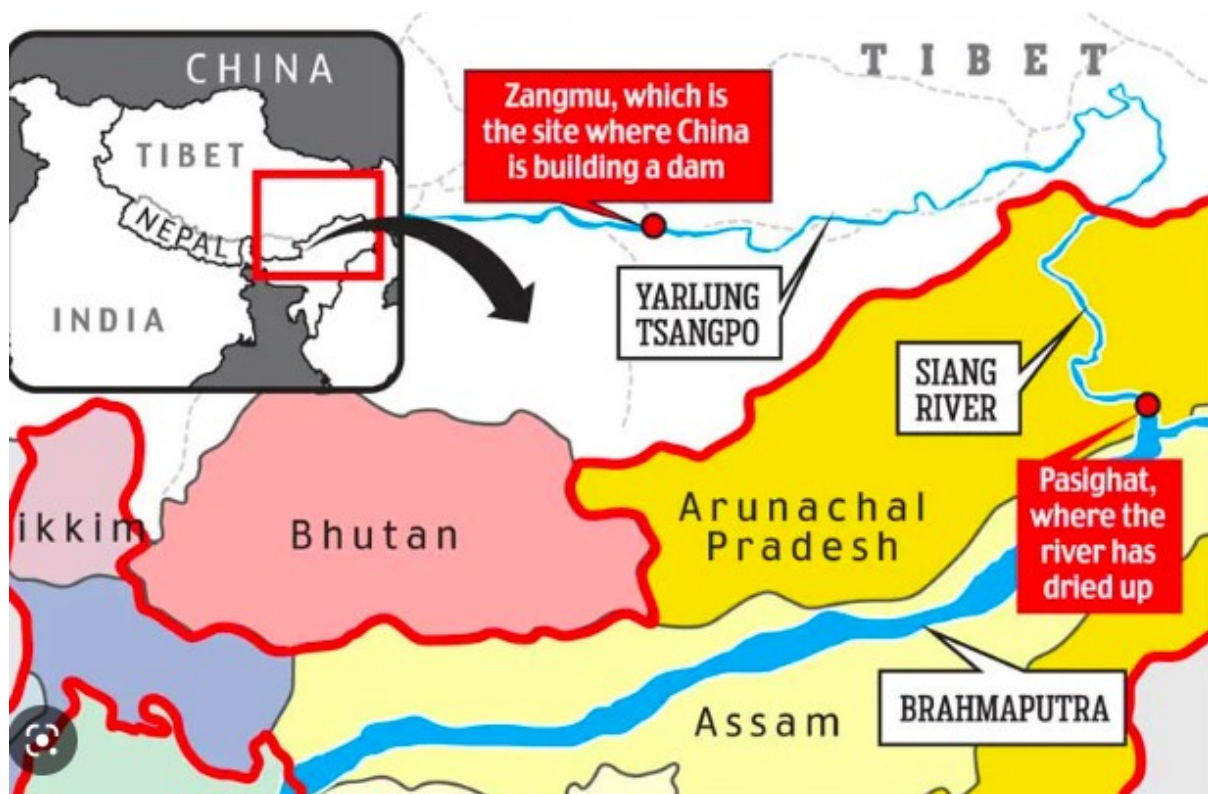 CHINA
TIBET
NEPAL
INDIA
TIBET
Zangmu, which is
the site where China
is building a dam
YARLUNG
TSANGPO
SIANG
RIVER
Pasighat,
where the
river has
dried up
ikkim
Bhutan
Arunachal
Pradesh
BRAHMAPUTRA
Assam